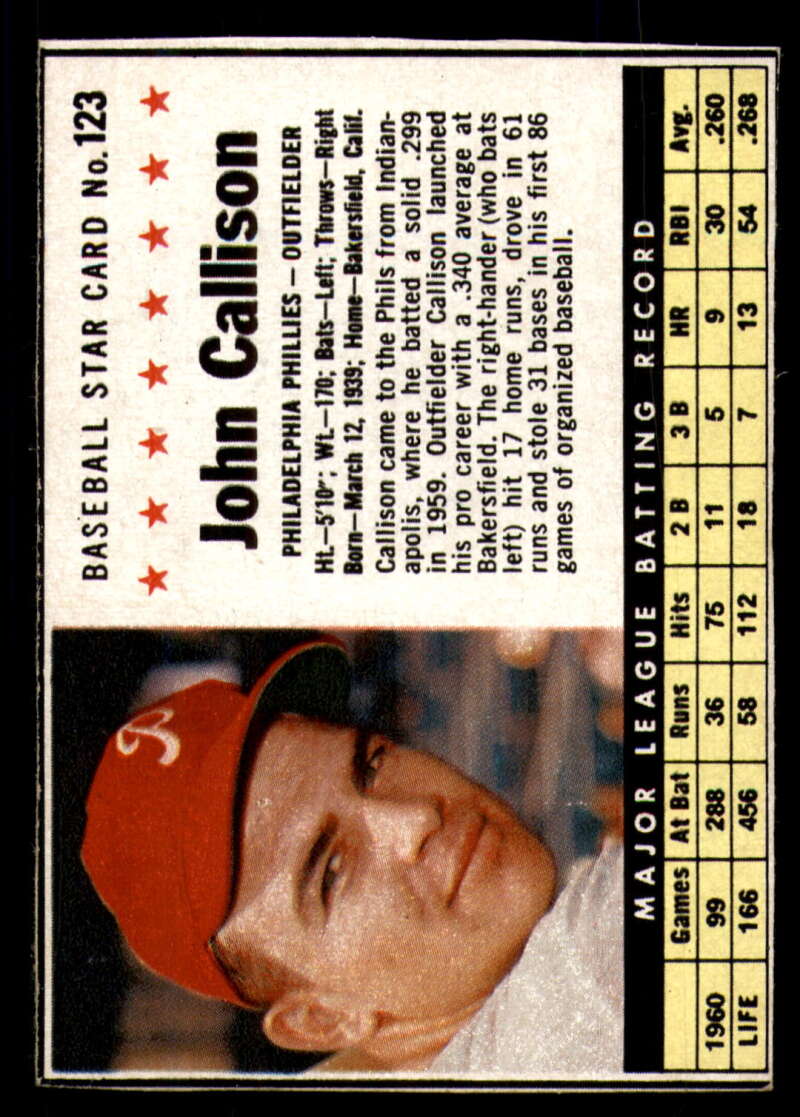 BASEBALL STAR CARD No. 123
John Callison
PHILADELPHIA PHILLIES — OUTFIELDER
Ht.—5'10"; Wt.—170; Bats—Left; Throws—Right
Born—March 12, 1939; Home—Bakersfield, Calif.
Callison came to the Phils from Indian-
apolis, where he batted a solid .299
in 1959. Outfielder Callison launched
his pro career with a .340 average at
Bakersfield. The right-hander (who bats
left) hit 17 home runs, drove in 61
runs and stole 31 bases in his first 86
games of organized baseball.
P
MAJOR LEAGUE BATTING RECORD
Games At Bat Runs Hits 2 B 3 B HR RBI Avg.
1960 99 288 36 75 11 5 9 30 .260
LIFE 166 456 58 112 18 7 13 54 .268